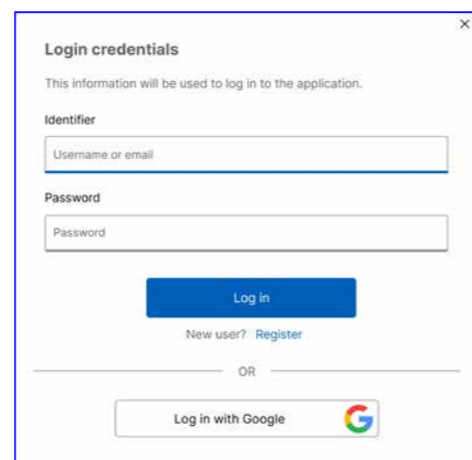 Login credentials
This information will be used to log in to the application.
Identifier
Username or email
Password
Password
Log in
New user? Register
OR
Log in with Google